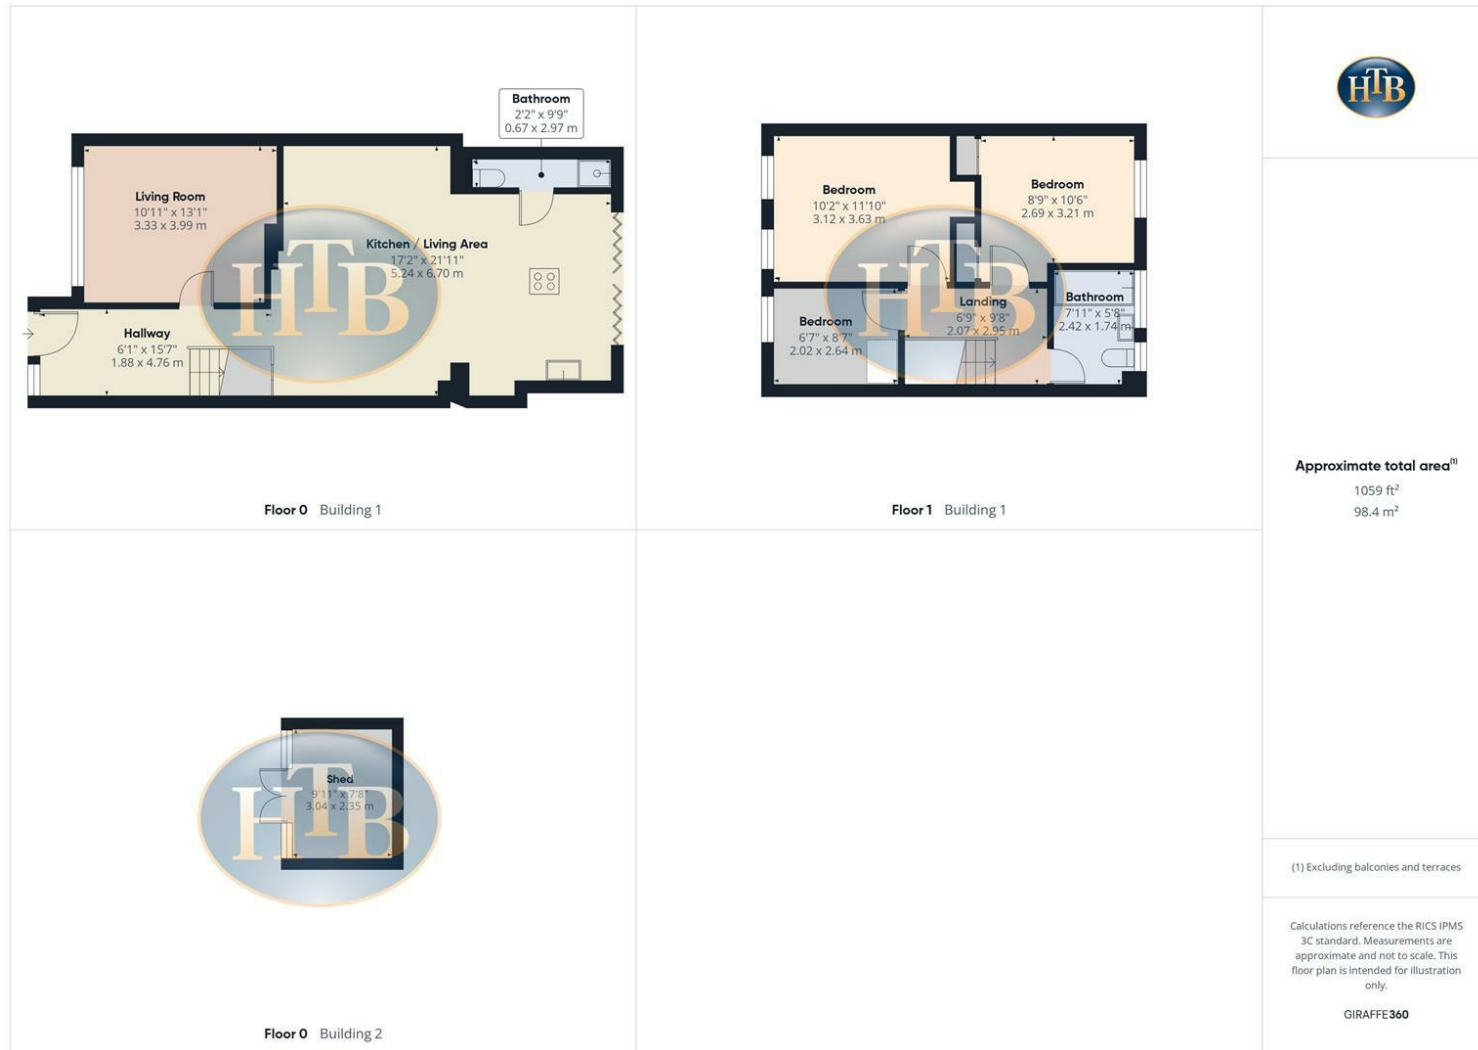 Bathroom
2'2" x 9'9"
0.67 x 2.97 m
Living Room
10'11" x 13'1"
3.33 x 3.99 m
Kitchen / Living Area
17'2" x 21'11"
5.24 x 6.70 m
Hallway
6'1" x 15'7"
1.88 x 4.76 m
HTB
Floor 0 Building 1
Bedroom
10'2" x 11'10"
3.12 x 3.63 m
Bedroom
8'9" x 10'6"
2.69 x 3.21 m
Bedroom
6'7" x 8'7"
2.02 x 2.64 m
Landing
6'9" x 9'8"
2.07 x 2.95 m
Bathroom
7'11" x 5'8"
2.42 x 1.74 m
HTB
Floor 1 Building 1
Shed
9'11" x 7'8"
3.04 x 2.35 m
HTB
Floor 0 Building 2
HTB
Approximate total area(1)
1059 ft²
98.4 m²
(1) Excluding balconies and terraces
Calculations reference the RICS IPMS
3C standard. Measurements are
approximate and not to scale. This
floor plan is intended for illustration
only.
GIRAFFE360